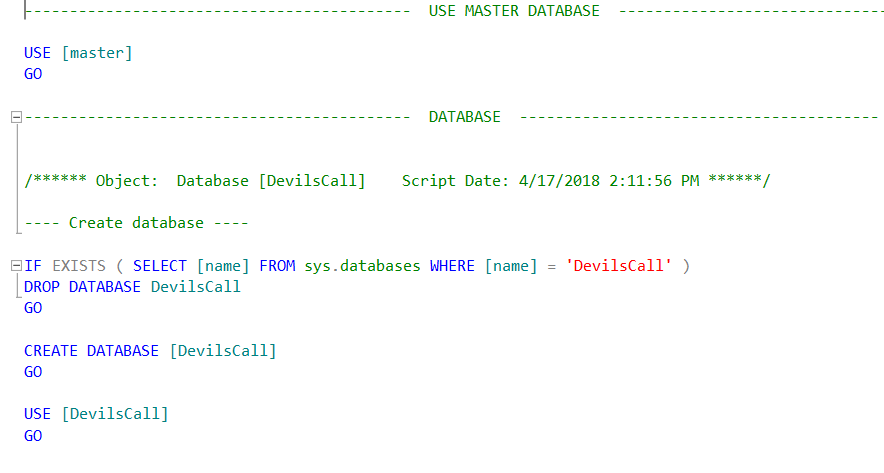 ------------------------------------------- USE MASTER DATABASE ------------------------------
USE [master]
GO
------------------------------------------- DATABASE ----------------------------------------
/****** Object:  Database [DevilsCall]    Script Date: 4/17/2018 2:11:56 PM ******/
---- Create database ----
IF EXISTS ( SELECT [name] FROM sys.databases WHERE [name] = 'DevilsCall' )
DROP DATABASE DevilsCall
GO
CREATE DATABASE [DevilsCall]
GO
USE [DevilsCall]
GO